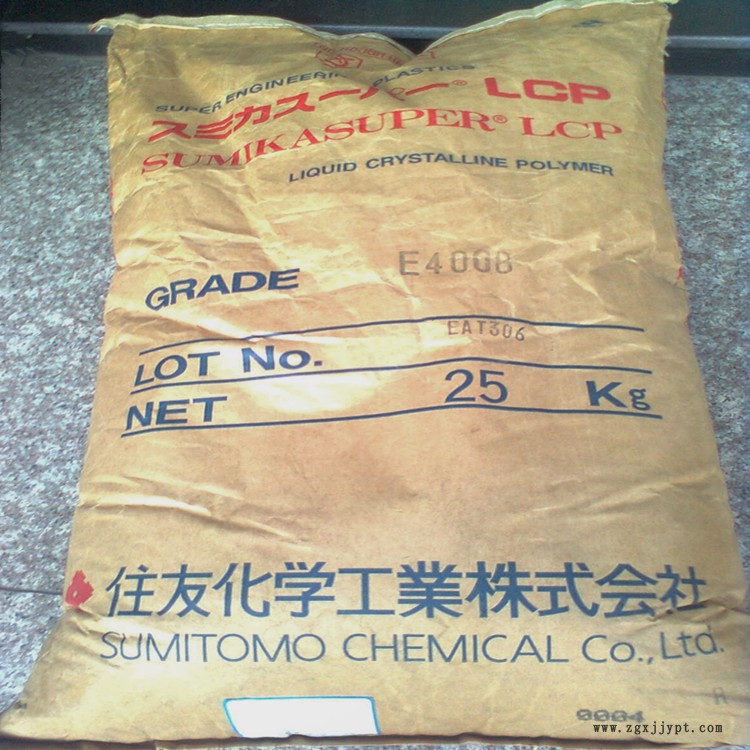 SUPER ENGINEERING PLASTICS
スミカスーパー® LCP
SUMIKASUPER® LCP
LIQUID CRYSTALLINE POLYMER
GRADE E4008
LOT No. EAT306
NET 25 Kg
住友化学工業株式会社
SUMITOMO CHEMICAL Co., Ltd.
R
0004
www.zgxjjypt.com